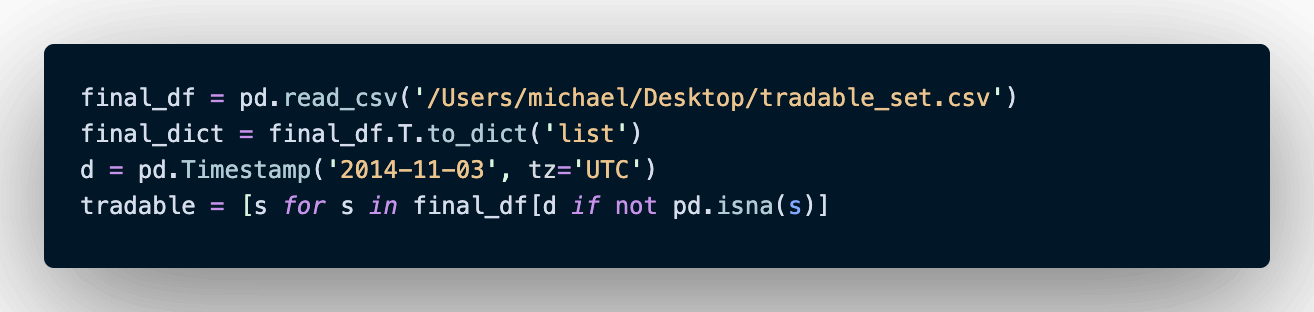 final_df = pd.read_csv('/Users/michael/Desktop/tradable_set.csv')
final_dict = final_df.T.to_dict('list')
d = pd.Timestamp('2014-11-03', tz='UTC')
tradable = [s for s in final_df[d if not pd.isna(s)]